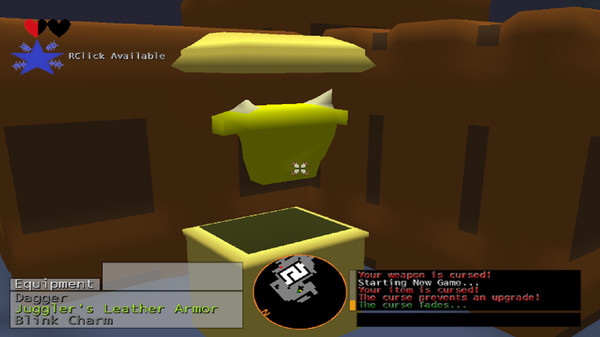 RClick Available
Equipment
Dagger
Juggler's Leather Armor
Blink Charm
N
Your weapon is cursed!
Starting New Game...
Your item is cursed!
The curse prevents an upgrade!
The curse fades...